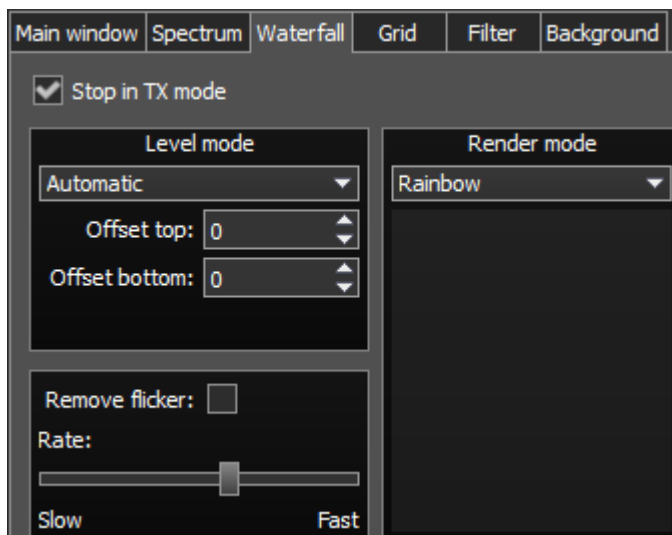 Main window Spectrum Waterfall Grid Filter Background
Stop in TX mode
Level mode
Automatic
Offset top: 0
Offset bottom: 0
Render mode
Rainbow
Remove flicker:
Rate:
Slow Fast